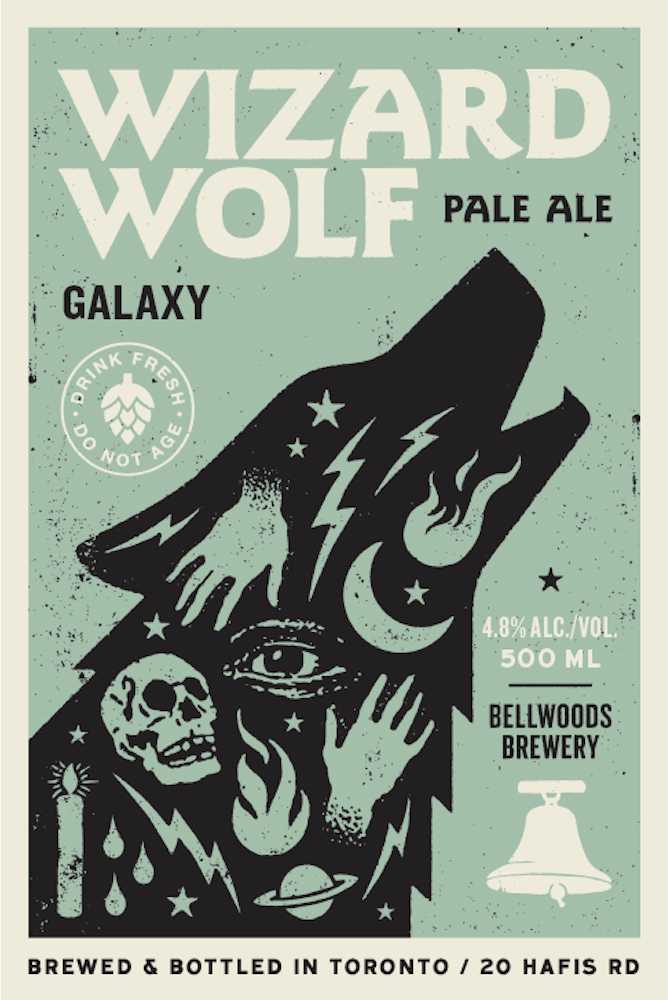 WIZARD
WOLF
PALE ALE
GALAXY
DRINK FRESH
· DO NOT AGE ·
4.8% ALC./VOL.
500 ML
BELLWOODS
BREWERY
BREWED & BOTTLED IN TORONTO / 20 HAFIS RD